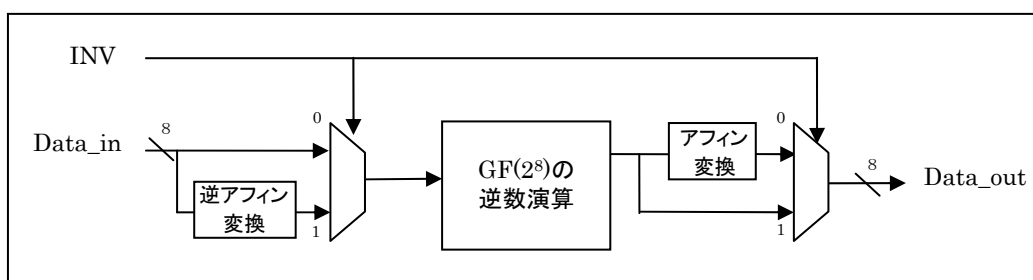 INV
Data_in
8
0
1
逆アフィン
変換
GF(2⁸)の
逆数演算
アフィン
変換
0
1
8
Data_out